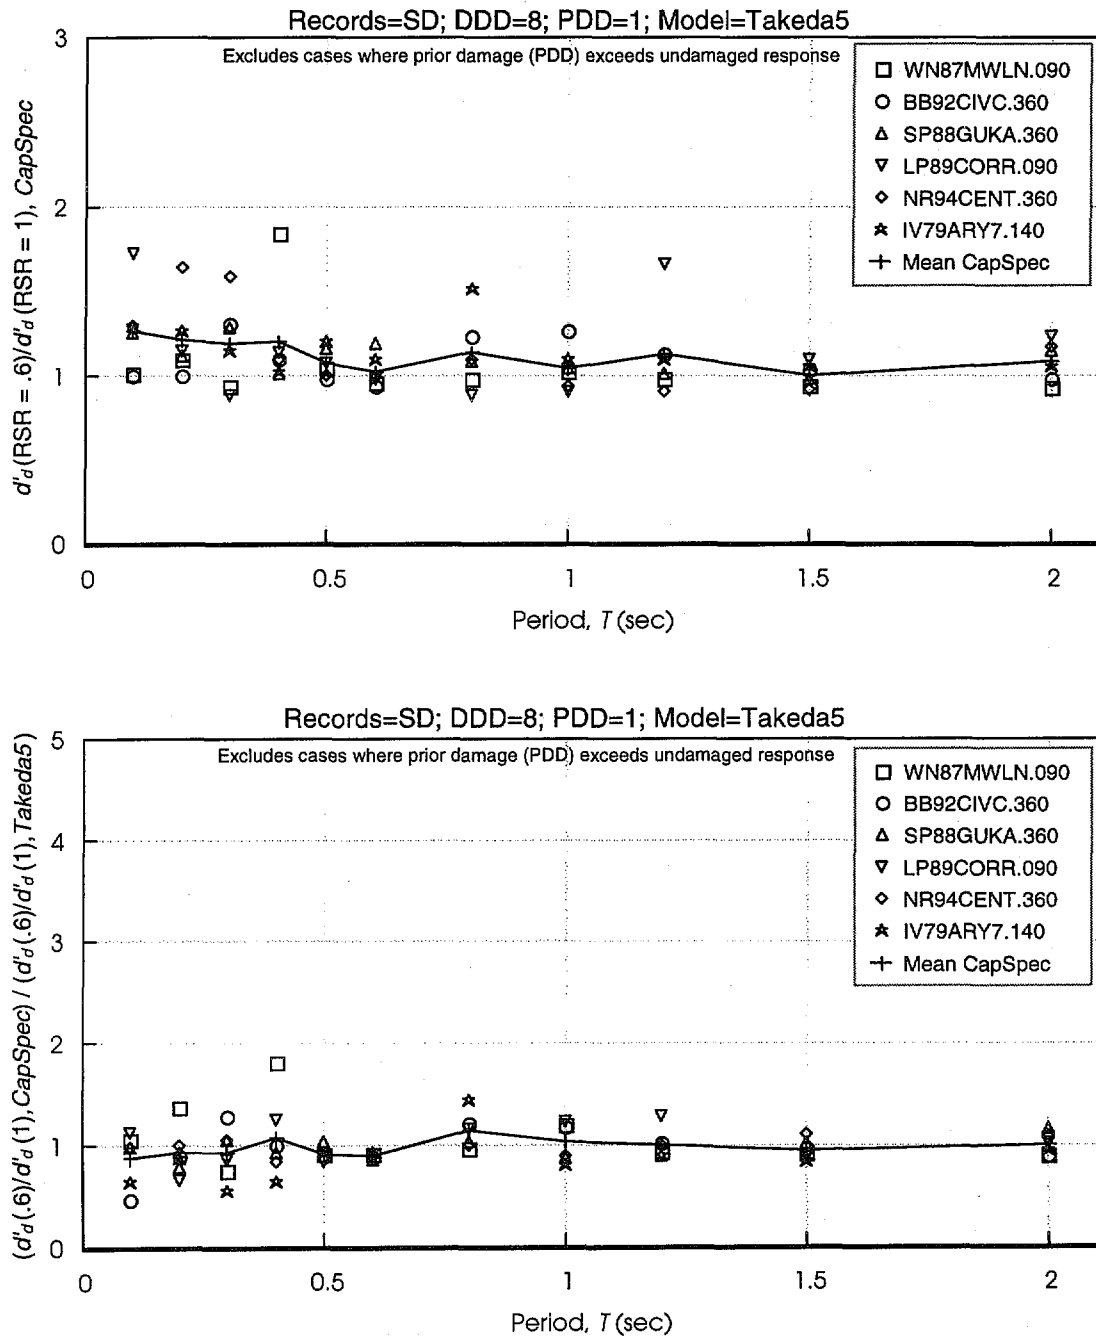 Records=SD; DDD=8; PDD=1; Model=Takeda5
Excludes cases where prior damage (PDD) exceeds undamaged response
d'd (RSR = .6)/d'd (RSR = 1), CapSpec
3
2
1
0
WN87MWLN.090
BB92CIVC.360
SP88GUKA.360
LP89CORR.090
NR94CENT.360
IV79ARY7.140
Mean CapSpec
0 0.5 1 1.5 2
Period, T (sec)
Records=SD; DDD=8; PDD=1; Model=Takeda5
Excludes cases where prior damage (PDD) exceeds undamaged response
(d'd (.6)/d'd (1), CapSpec) / (d'd (.6)/d'd (1), Takeda5)
5
4
3
2
1
0
WN87MWLN.090
BB92CIVC.360
SP88GUKA.360
LP89CORR.090
NR94CENT.360
IV79ARY7.140
Mean CapSpec
0 0.5 1 1.5 2
Period, T (sec)